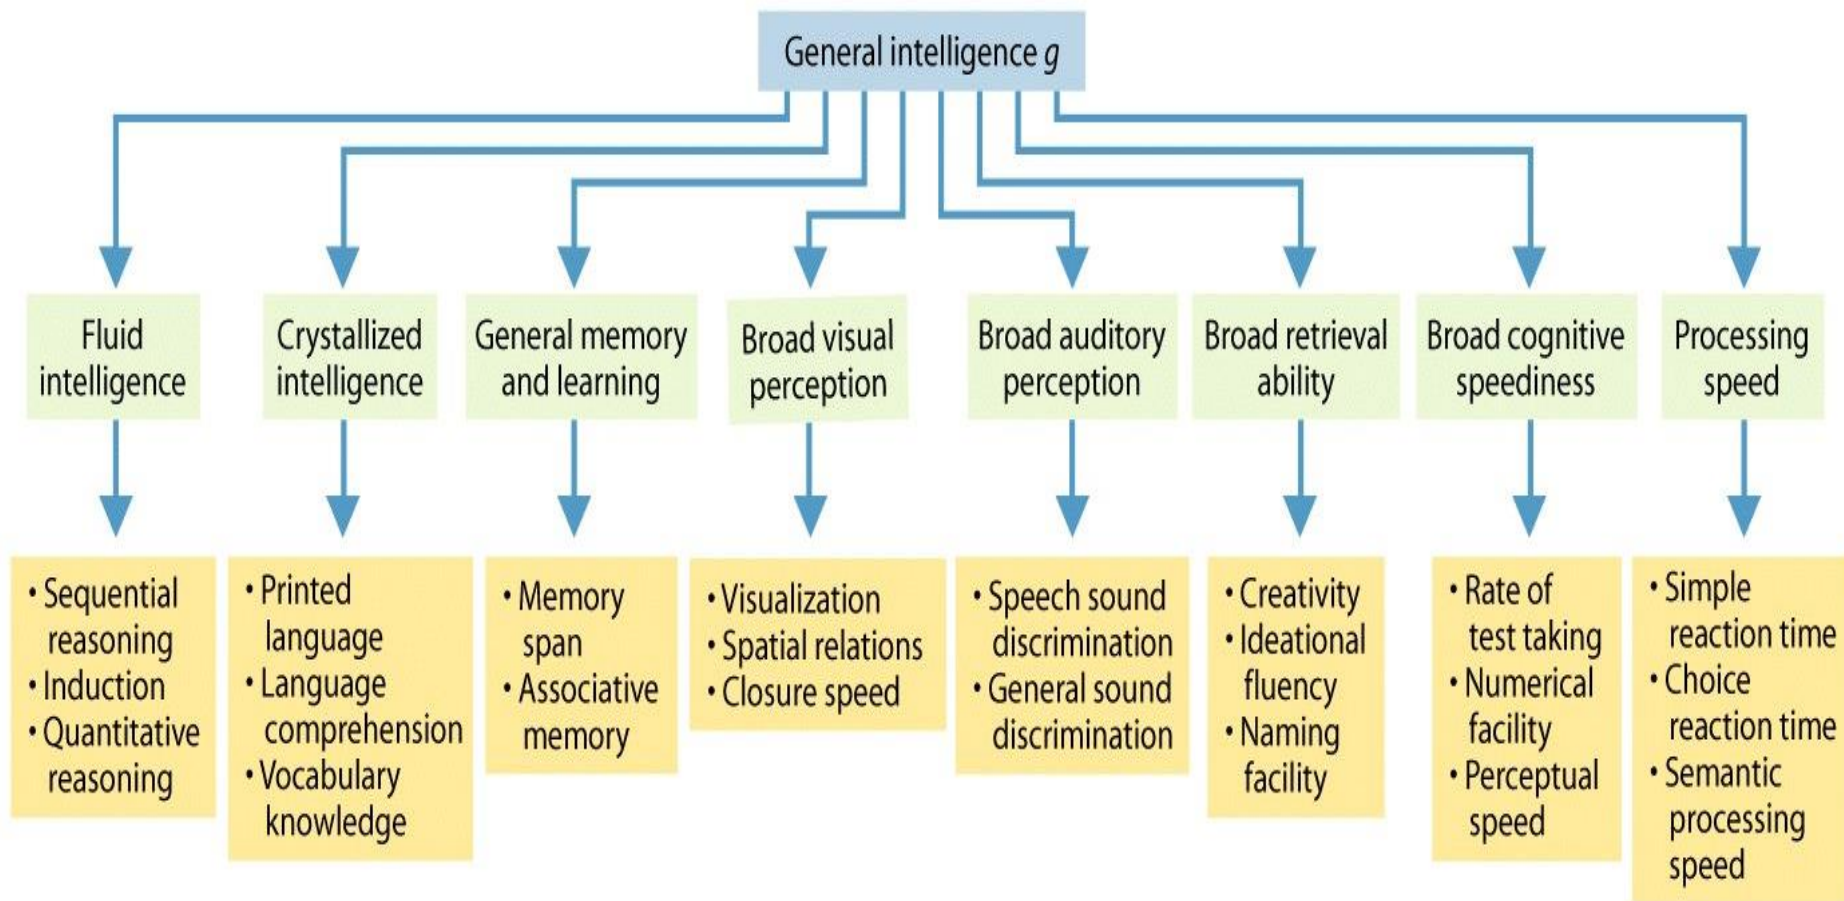 General intelligence g
Fluid
intelligence
Crystallized
intelligence
General memory
and learning
Broad visual
perception
Broad auditory
perception
Broad retrieval
ability
Broad cognitive
speediness
Processing
speed
• Sequential
reasoning
• Induction
• Quantitative
reasoning
• Printed
language
• Language
comprehension
• Vocabulary
knowledge
• Memory
span
• Associative
memory
• Visualization
• Spatial relations
• Closure speed
• Speech sound
discrimination
• General sound
discrimination
• Creativity
• Ideational
fluency
• Naming
facility
• Rate of
test taking
• Numerical
facility
• Perceptual
speed
• Simple
reaction time
• Choice
reaction time
• Semantic
processing
speed